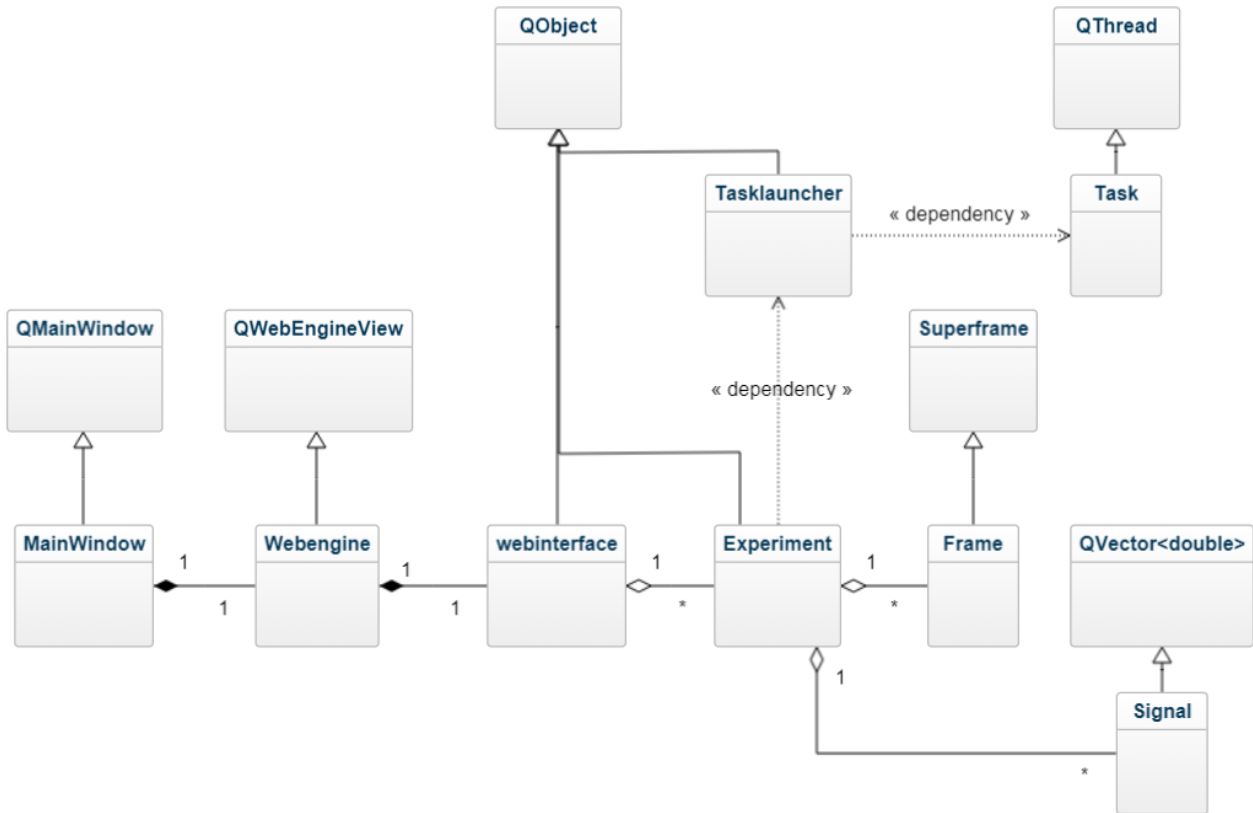 QObject
QThread
Tasklauncher
Task
« dependency »
QMainWindow
QWebEngineView
Superframe
« dependency »
MainWindow
Webengine
webinterface
Experiment
Frame
QVector<double>
1
1
1
1
1
*
1
*
1
Signal
*